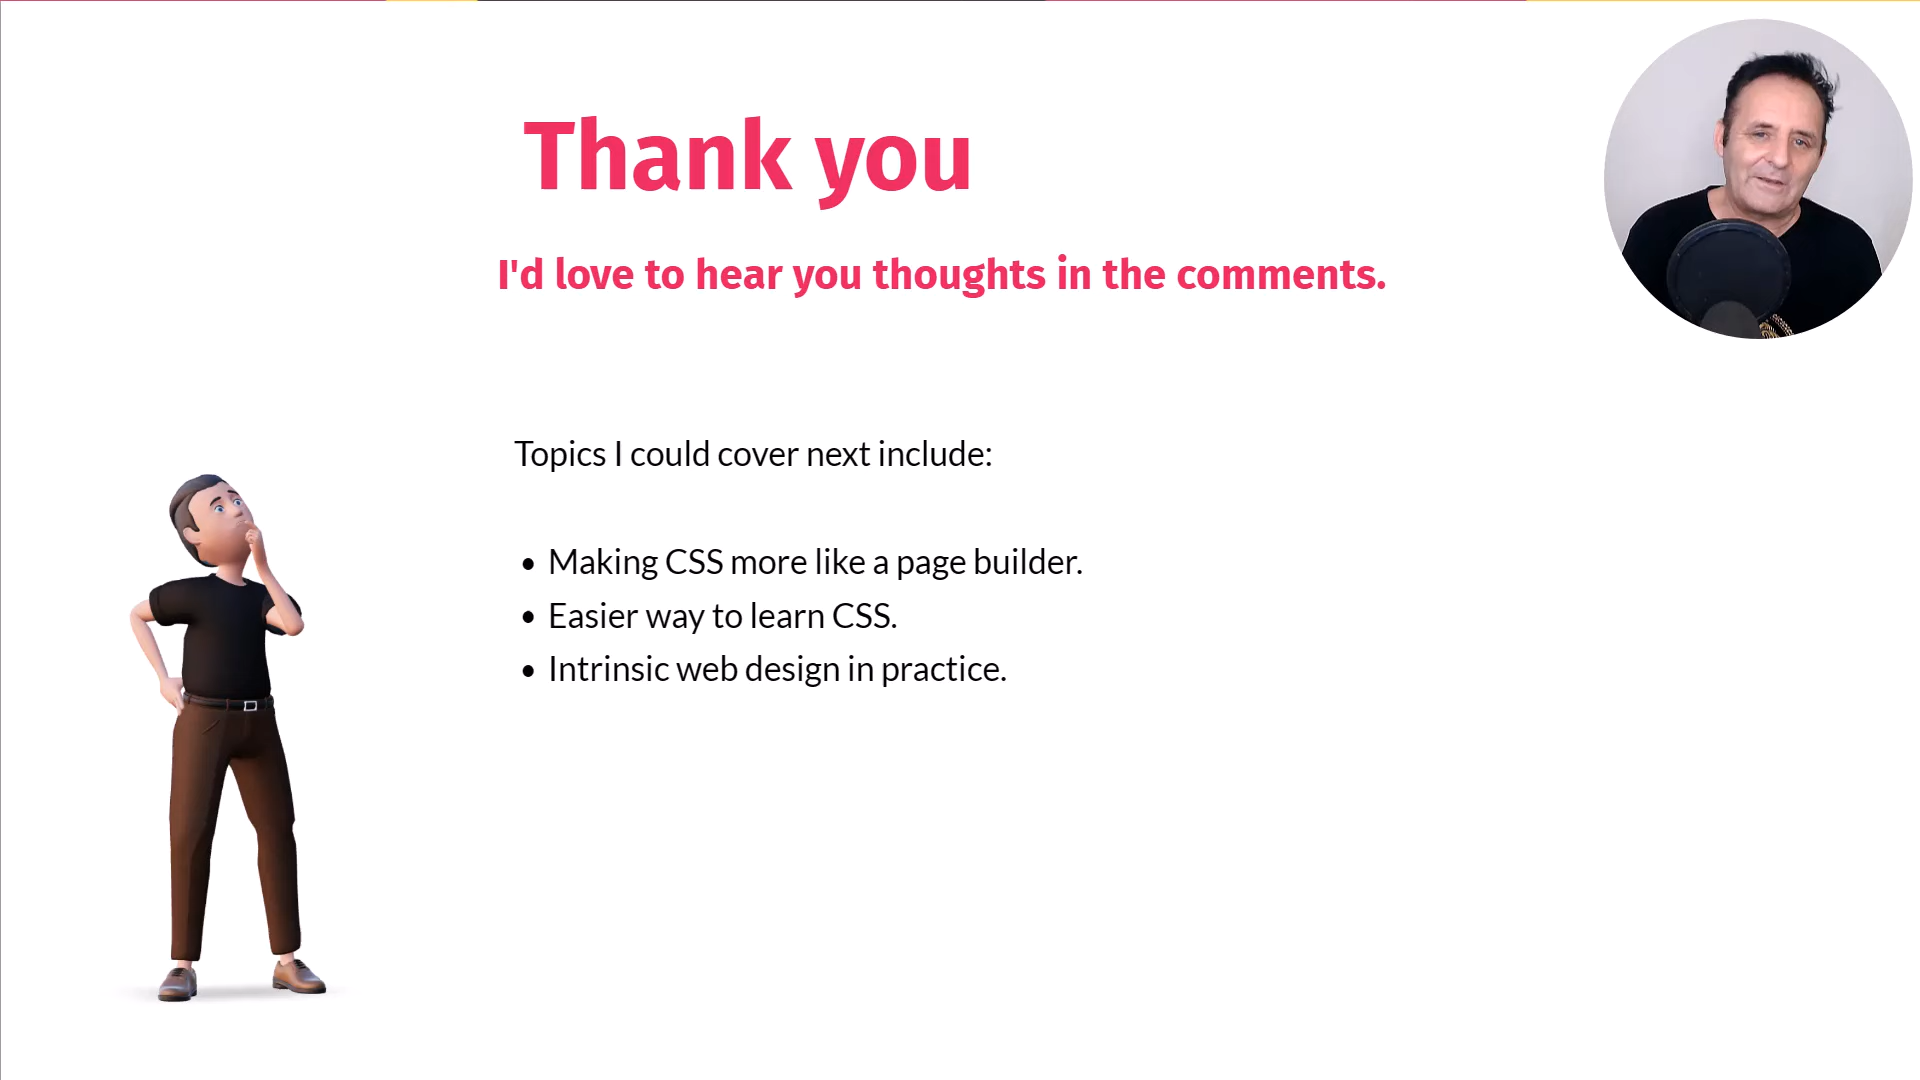 Thank you
I'd love to hear you thoughts in the comments.
Topics I could cover next include:
• Making CSS more like a page builder.
• Easier way to learn CSS.
• Intrinsic web design in practice.